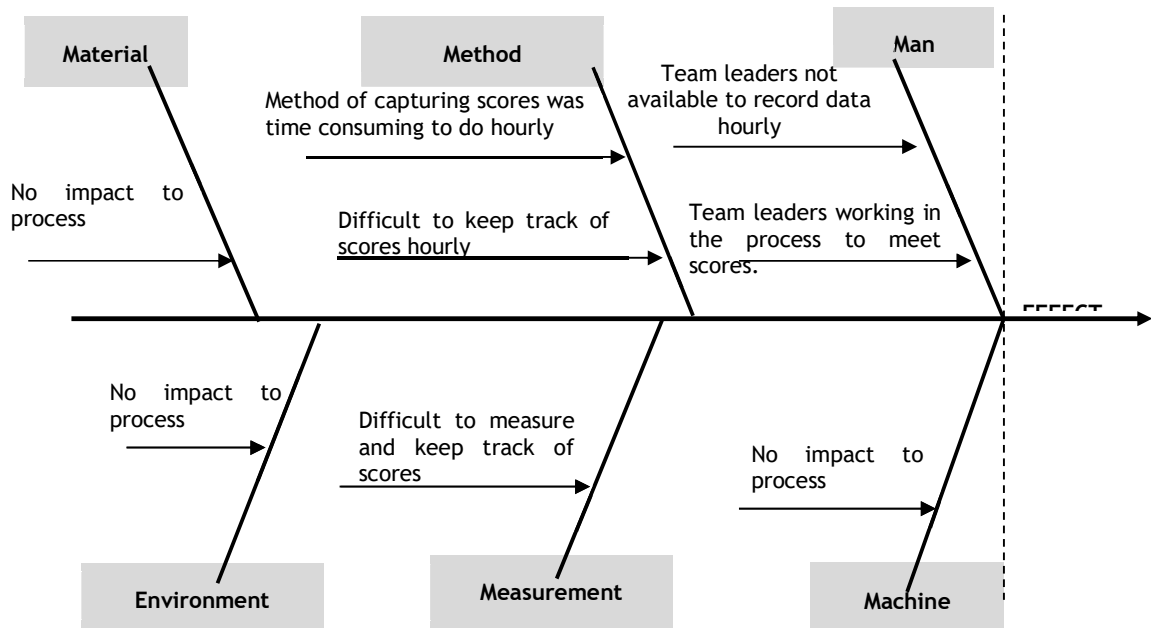 Material
Method
Man
Method of capturing scores was
time consuming to do hourly
Team leaders not
available to record data
hourly
No impact to
process
Difficult to keep track of
scores hourly
Team leaders working in
the process to meet
scores.
EFFECT
No impact to
process
Difficult to measure
and keep track of
scores
No impact to
process
Environment
Measurement
Machine